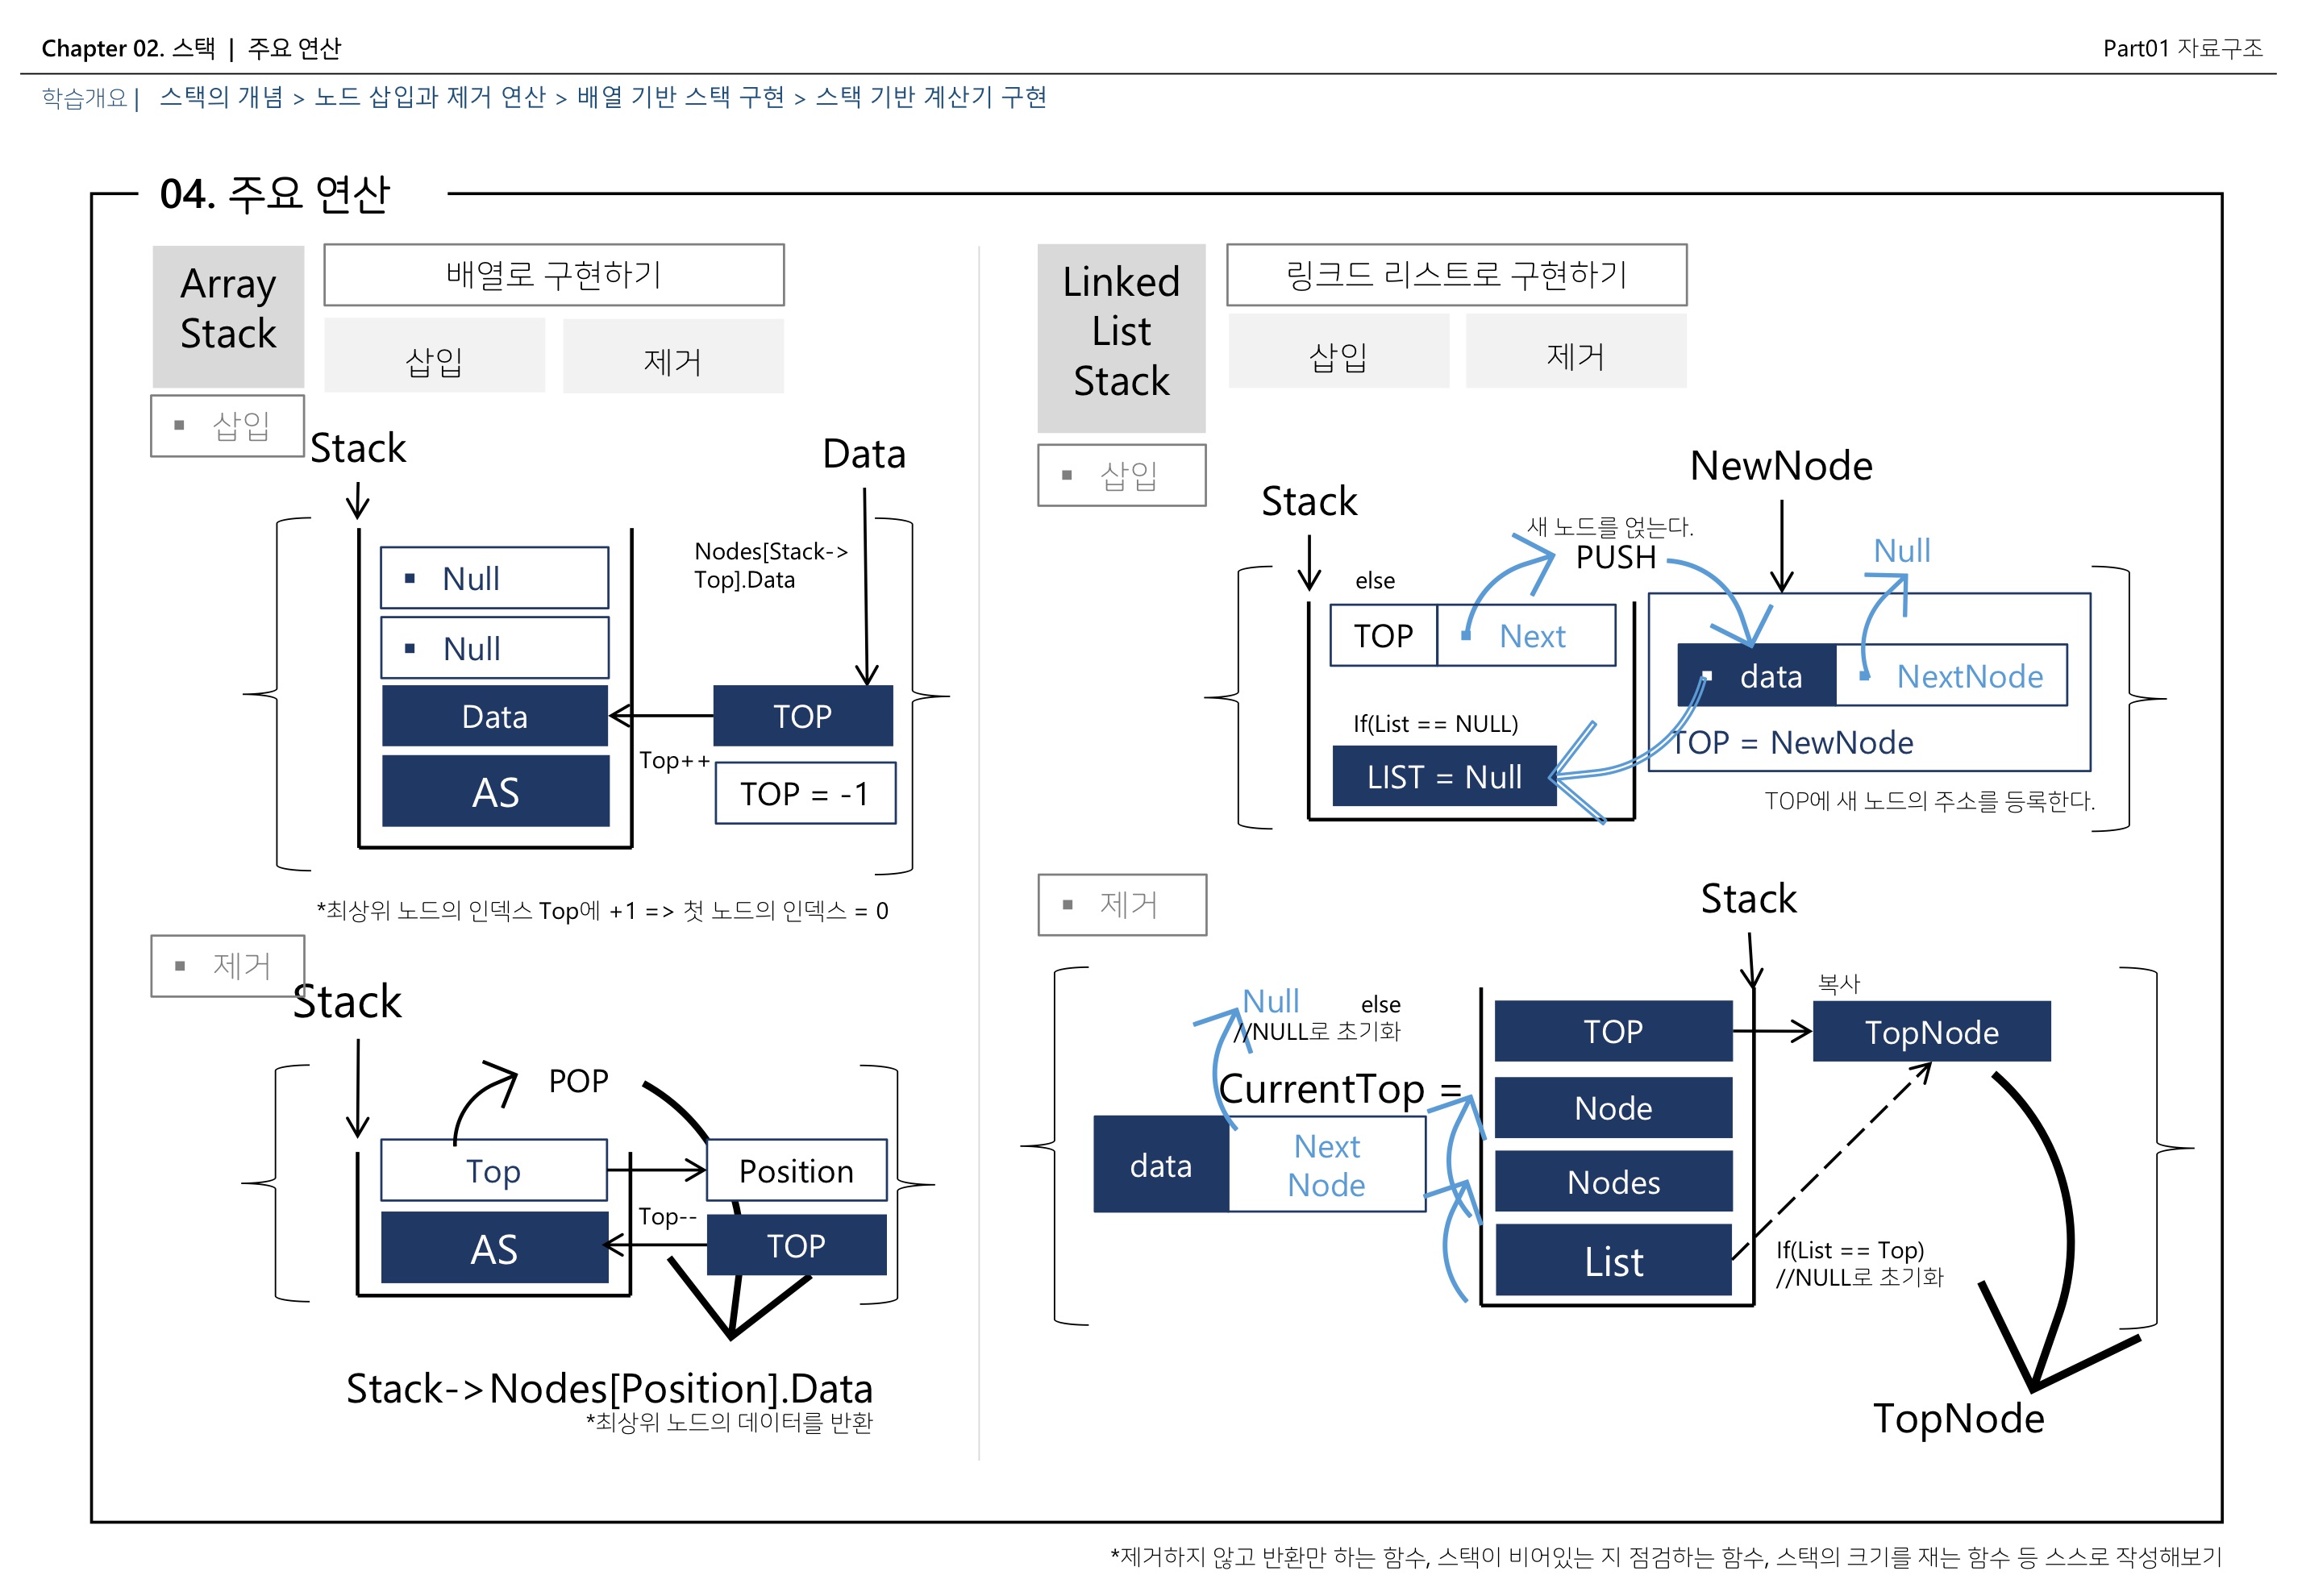 Chapter 02. 스택 | 주요 연산
Part01 자료구조
학습개요 | 스택의 개념 > 노드 삽입과 제거 연산 > 배열 기반 스택 구현 > 스택 기반 계산기 구현
04. 주요 연산
Array
Stack
배열로 구현하기
삽입
제거
▪ 삽입
Stack
Data
Nodes[Stack->
Top].Data
▪ Null
▪ Null
Data
TOP
Top++
AS
TOP = -1
*최상위 노드의 인덱스 Top에 +1 => 첫 노드의 인덱스 = 0
▪ 제거
Stack
POP
Top
Position
Top--
AS
TOP
Stack->Nodes[Position].Data
*최상위 노드의 데이터를 반환
Linked
List
Stack
링크드 리스트로 구현하기
삽입
제거
▪ 삽입
Stack
NewNode
새 노드를 얹는다.
PUSH
Null
else
TOP
▪ Next
▪ data
▪ NextNode
If(List == NULL)
TOP = NewNode
LIST = Null
TOP에 새 노드의 주소를 등록한다.
▪ 제거
Stack
복사
Null
else
//NULL로 초기화
TOP
TopNode
CurrentTop =
Node
data
Next
Node
Nodes
List
If(List == Top)
//NULL로 초기화
TopNode
*제거하지 않고 반환만 하는 함수, 스택이 비어있는 지 점검하는 함수, 스택의 크기를 재는 함수 등 스스로 작성해보기